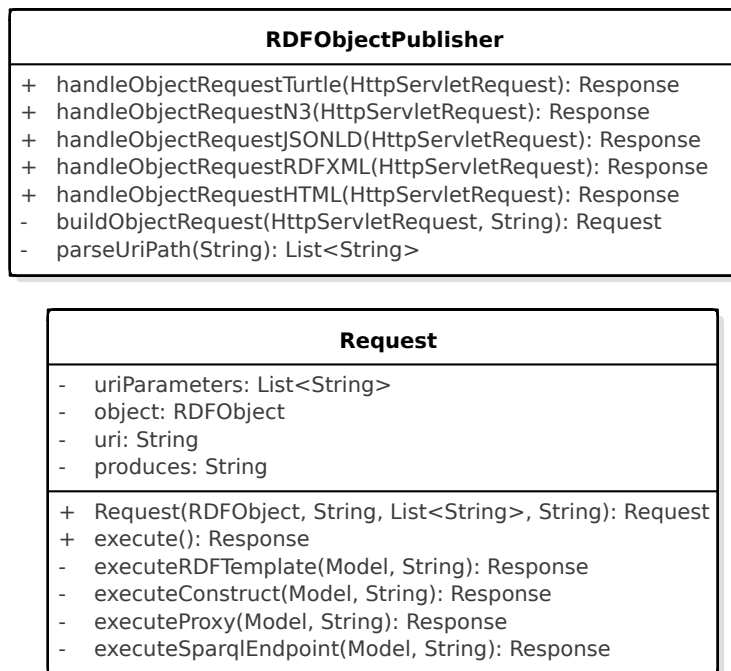 RDFObjectPublisher
+ handleObjectRequestTurtle(HttpServletRequest): Response
+ handleObjectRequestN3(HttpServletRequest): Response
+ handleObjectRequestJSONLD(HttpServletRequest): Response
+ handleObjectRequestRDFXML(HttpServletRequest): Response
+ handleObjectRequestHTML(HttpServletRequest): Response
- buildObjectRequest(HttpServletRequest, String): Request
- parseUriPath(String): List<String>
Request
- uriParameters: List<String>
- object: RDFObject
- uri: String
- produces: String
+ Request(RDFObject, String, List<String>, String): Request
+ execute(): Response
- executeRDFTemplate(Model, String): Response
- executeConstruct(Model, String): Response
- executeProxy(Model, String): Response
- executeSparqlEndpoint(Model, String): Response